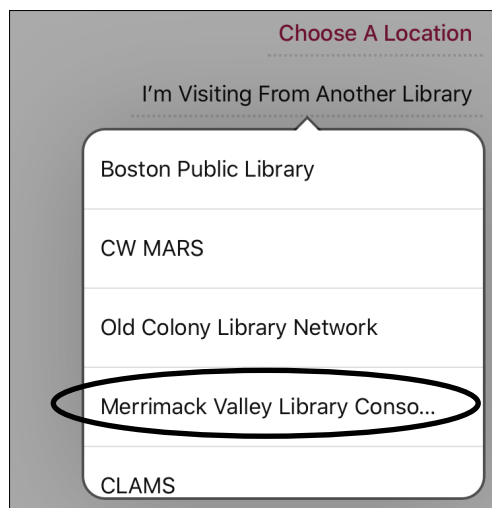 Choose A Location
I’m Visiting From Another Library
Boston Public Library
CW MARS
Old Colony Library Network
Merrimack Valley Library Conso...
CLAMS